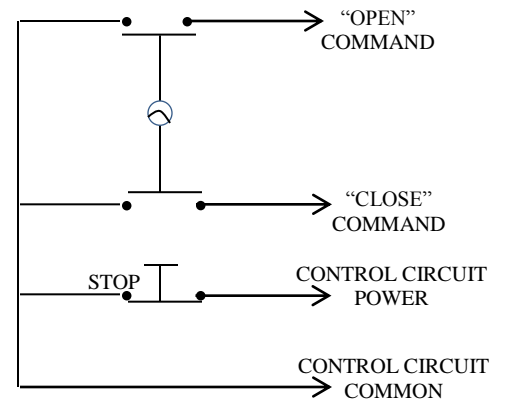 “OPEN”
COMMAND
“CLOSE”
COMMAND
STOP
CONTROL CIRCUIT
POWER
CONTROL CIRCUIT
COMMON